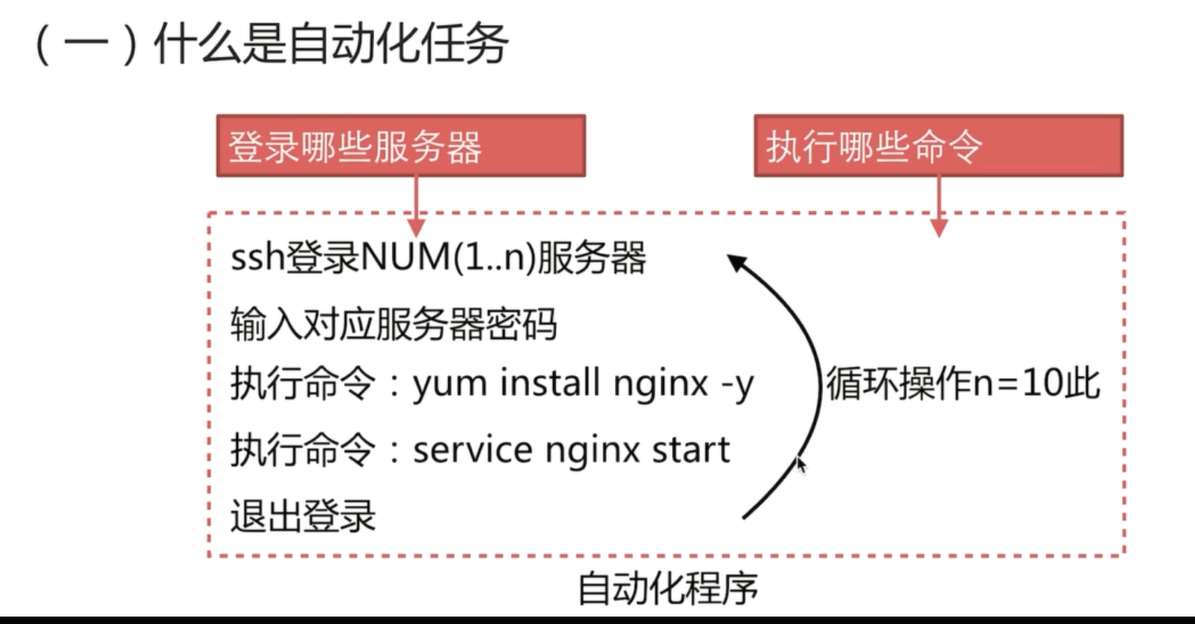 （一）什么是自动化任务
登录哪些服务器
执行哪些命令
ssh登录NUM(1..n)服务器
输入对应服务器密码
执行命令：yum install nginx -y
循环操作n=10此
执行命令：service nginx start
退出登录
自动化程序